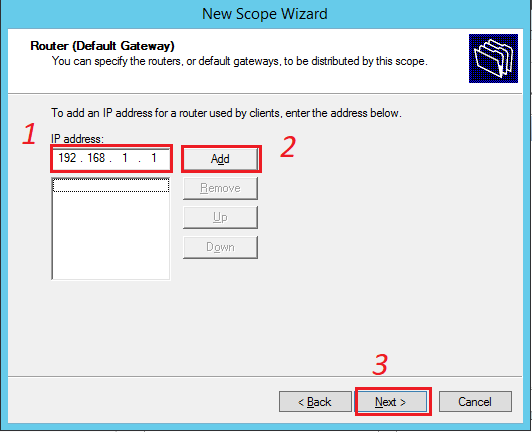 New Scope Wizard
Router (Default Gateway)
You can specify the routers, or default gateways, to be distributed by this scope.
To add an IP address for a router used by clients, enter the address below.
1
IP address:
192 . 168 . 1 . 1
Add
2
Remove
Up
Down
3
< Back
Next >
Cancel